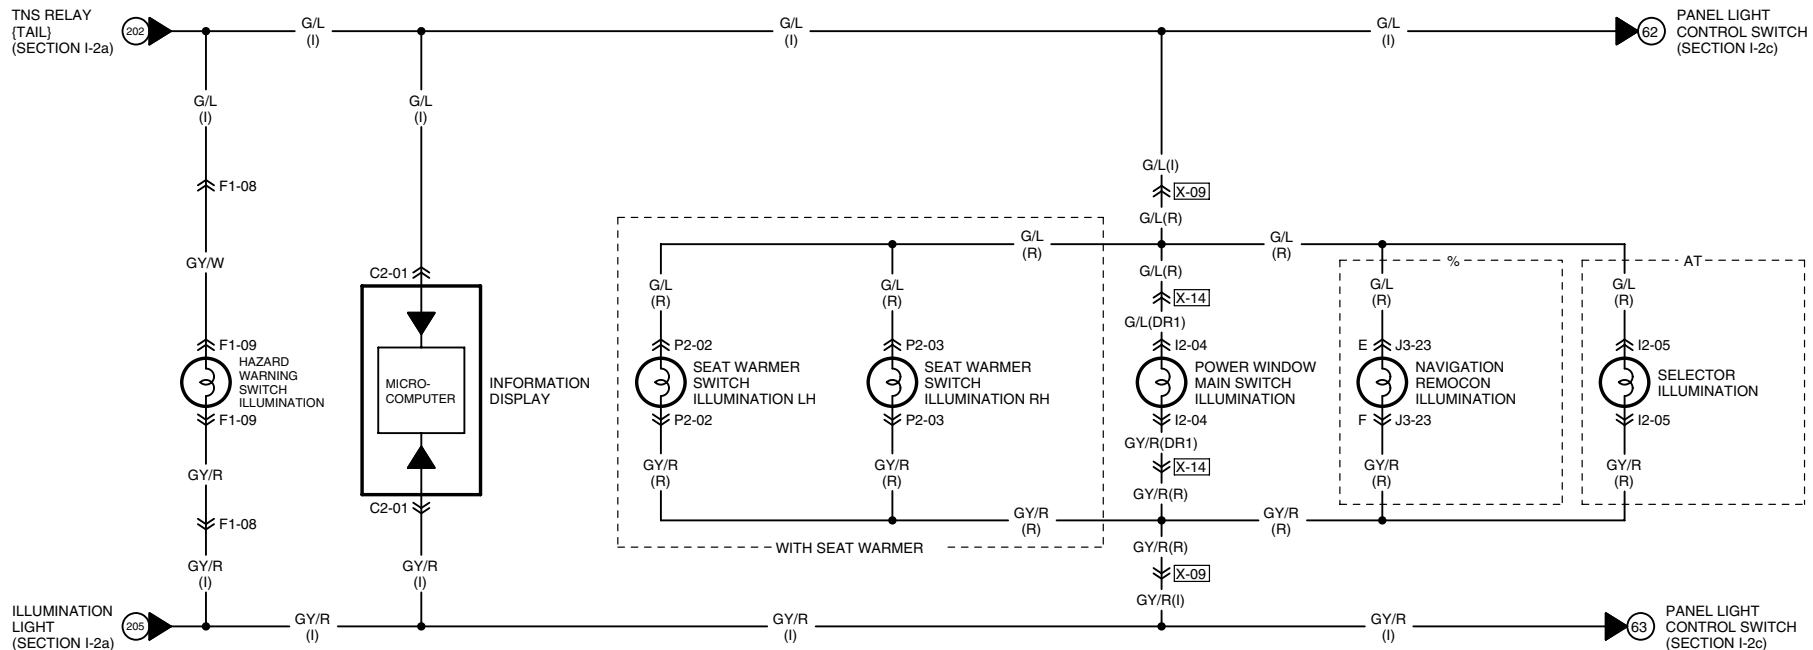 TNS RELAY
{TAIL}
(SECTION I-2a)
202
G/L
(I)
G/L
(I)
G/L
(I)
62
PANEL LIGHT
CONTROL SWITCH
(SECTION I-2c)
G/L
(I)
G/L
(I)
G/L(I)
X-09
G/L(R)
F1-08
GY/W
C2-01
G/L
(R)
G/L
(R)
%
AT
G/L
(R)
G/L
(R)
G/L(R)
X-14
G/L(DR1)
G/L
(R)
G/L
(R)
F1-09
HAZARD
WARNING
SWITCH
ILLUMINATION
F1-09
MICRO-
COMPUTER
INFORMATION
DISPLAY
P2-02
SEAT WARMER
SWITCH
ILLUMINATION LH
P2-02
P2-03
SEAT WARMER
SWITCH
ILLUMINATION RH
P2-03
I2-04
POWER WINDOW
MAIN SWITCH
ILLUMINATION
I2-04
E J3-23
NAVIGATION
REMOCON
ILLUMINATION
F J3-23
I2-05
SELECTOR
ILLUMINATION
I2-05
GY/R
GY/R
(R)
GY/R
(R)
GY/R(DR1)
X-14
GY/R(R)
GY/R
(R)
GY/R
(R)
C2-01
F1-08
GY/R
(R)
GY/R
(R)
WITH SEAT WARMER
GY/R(R)
X-09
GY/R(I)
GY/R
(I)
GY/R
(I)
ILLUMINATION
LIGHT
(SECTION I-2a)
205
GY/R
(I)
GY/R
(I)
GY/R
(I)
63
PANEL LIGHT
CONTROL SWITCH
(SECTION I-2c)